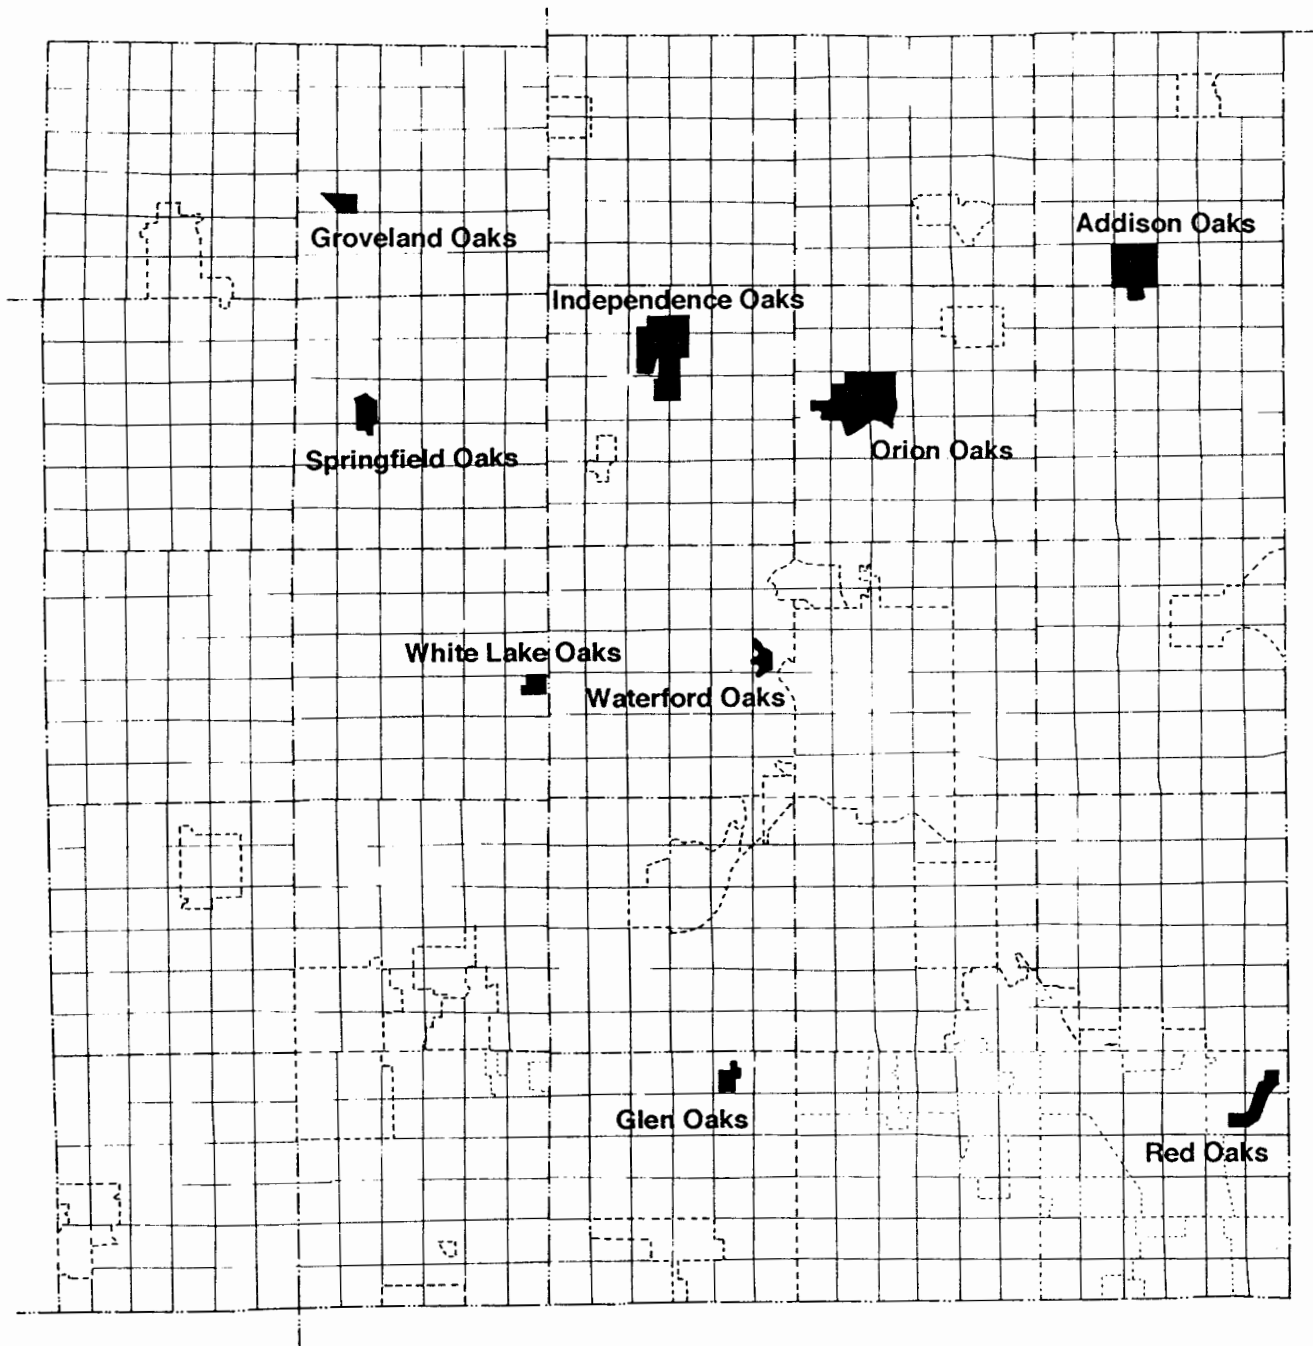 Groveland Oaks
Addison Oaks
Independence Oaks
Springfield Oaks
Orion Oaks
White Lake Oaks
Waterford Oaks
Glen Oaks
Red Oaks